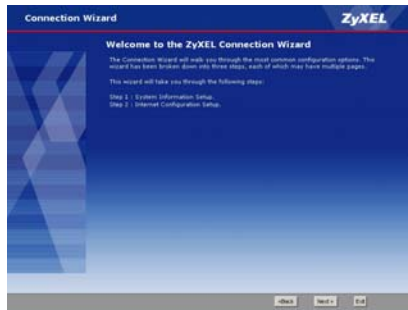 Connection Wizard
ZyXEL
Welcome to the ZyXEL Connection Wizard
The Connection Wizard will walk you through the most common configuration options. This
wizard has been broken down into three steps, each of which may have multiple pages.
This wizard will take you through the following steps:
Step 1 : System Information Setup.
Step 2 : Internet Configuration Setup.
<Back
Next >
Exit